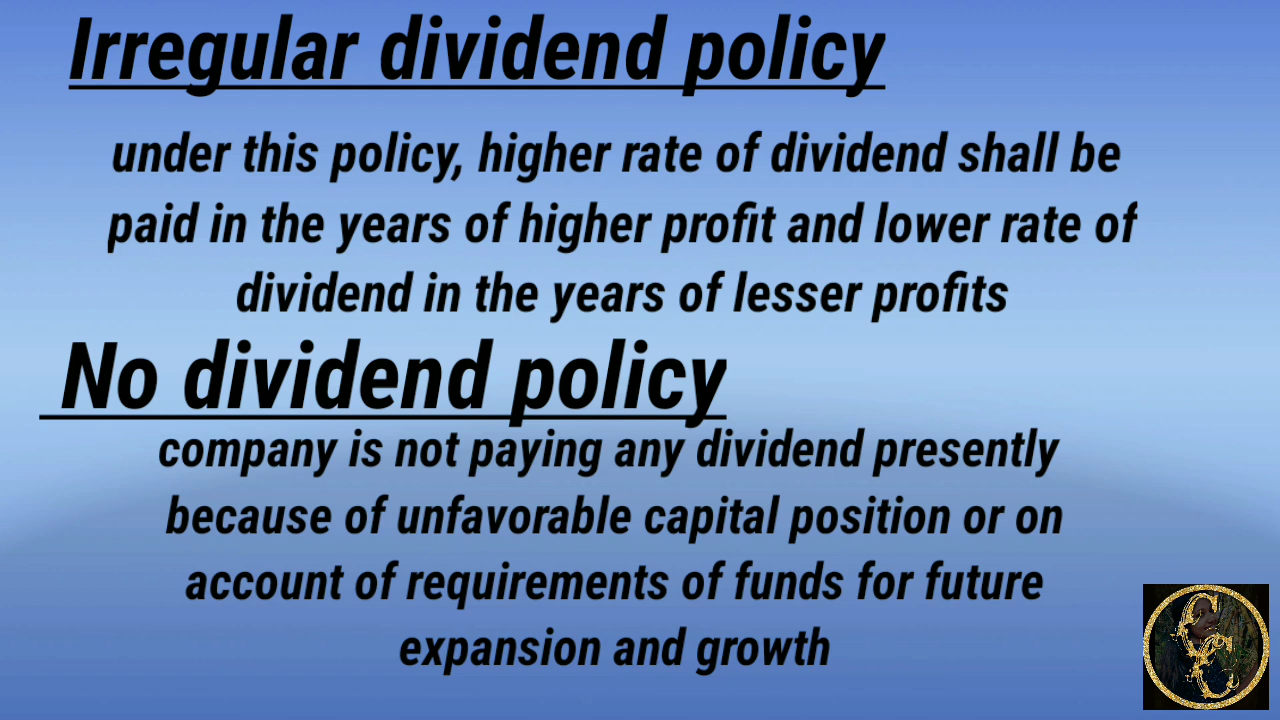 Irregular dividend policy
under this policy, higher rate of dividend shall be
paid in the years of higher profit and lower rate of
dividend in the years of lesser profits
No dividend policy
company is not paying any dividend presently
because of unfavorable capital position or on
account of requirements of funds for future
expansion and growth